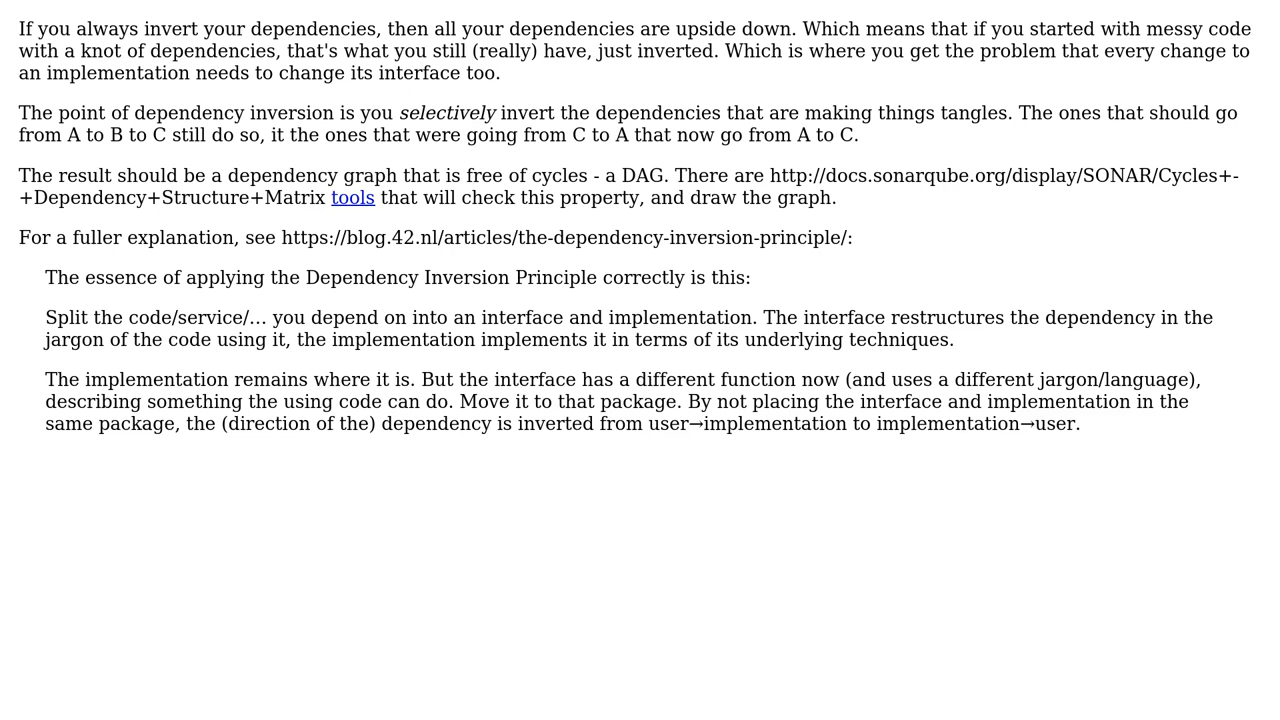 If you always invert your dependencies, then all your dependencies are upside down. Which means that if you started with messy code
with a knot of dependencies, that's what you still (really) have, just inverted. Which is where you get the problem that every change to
an implementation needs to change its interface too.
The point of dependency inversion is you selectively invert the dependencies that are making things tangles. The ones that should go
from A to B to C still do so, it the ones that were going from C to A that now go from A to C.
The result should be a dependency graph that is free of cycles - a DAG. There are http://docs.sonarqube.org/display/SONAR/Cycles+-
+Dependency+Structure+Matrix tools that will check this property, and draw the graph.
For a fuller explanation, see https://blog.42.nl/articles/the-dependency-inversion-principle/:
The essence of applying the Dependency Inversion Principle correctly is this:
Split the code/service/… you depend on into an interface and implementation. The interface restructures the dependency in the
jargon of the code using it, the implementation implements it in terms of its underlying techniques.
The implementation remains where it is. But the interface has a different function now (and uses a different jargon/language),
describing something the using code can do. Move it to that package. By not placing the interface and implementation in the
same package, the (direction of the) dependency is inverted from user→implementation to implementation→user.